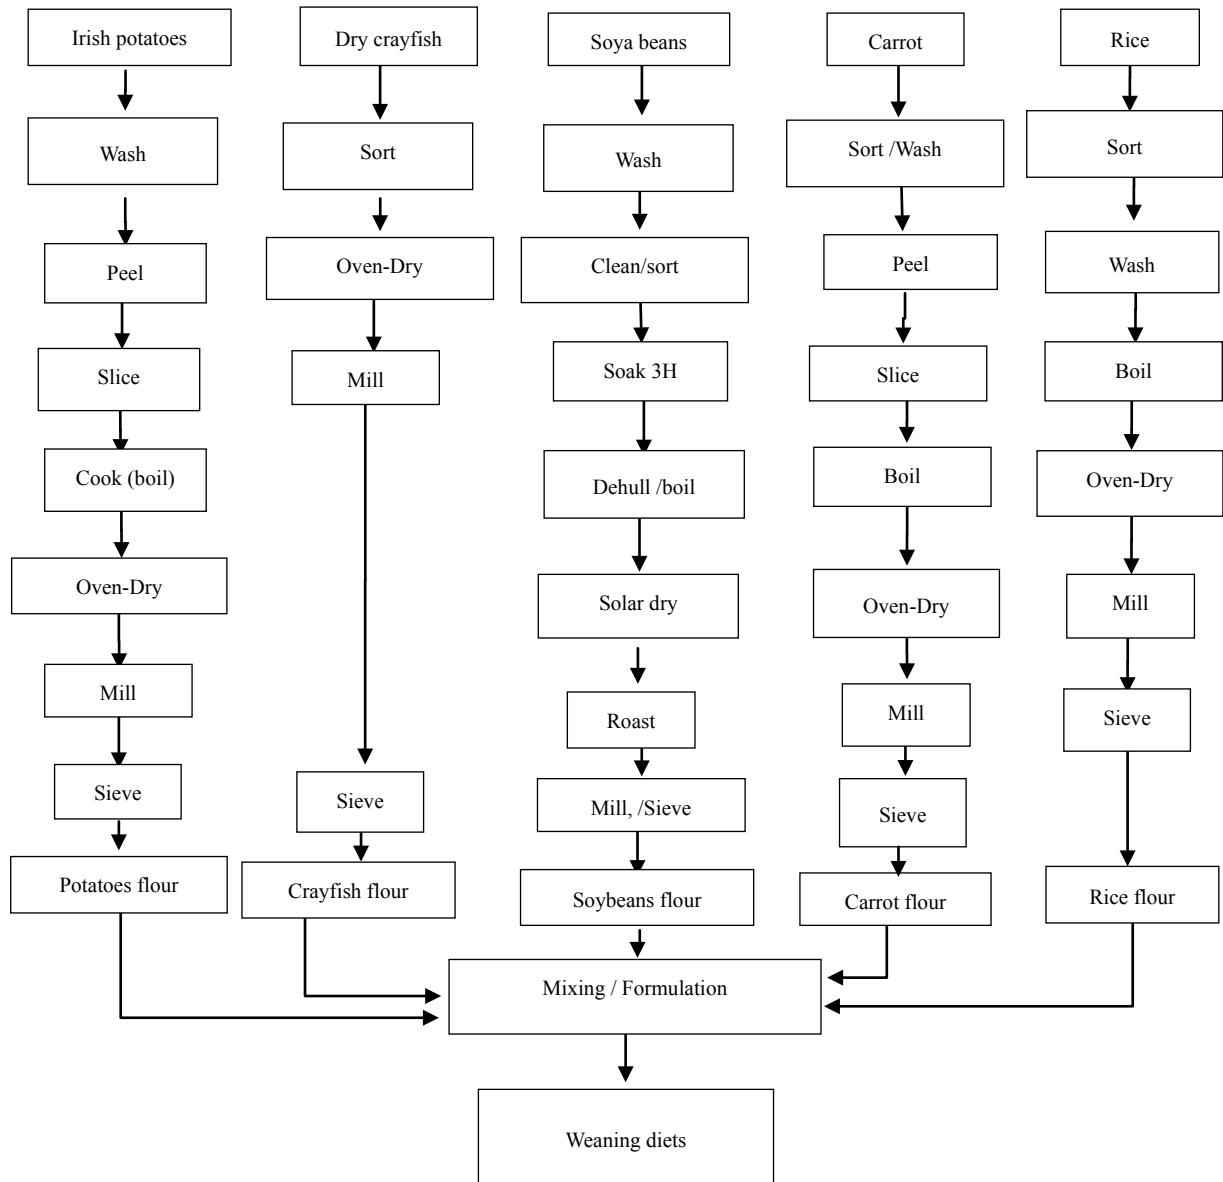 Irish potatoes
Wash
Peel
Slice
Cook (boil)
Oven-Dry
Mill
Sieve
Potatoes flour
Dry crayfish
Sort
Oven-Dry
Mill
Sieve
Crayfish flour
Soya beans
Wash
Clean/sort
Soak 3H
Dehull /boil
Solar dry
Roast
Mill, /Sieve
Soybeans flour
Carrot
Sort /Wash
Peel
Slice
Boil
Oven-Dry
Mill
Sieve
Carrot flour
Rice
Sort
Wash
Boil
Oven-Dry
Mill
Sieve
Rice flour
Mixing / Formulation
Weaning diets